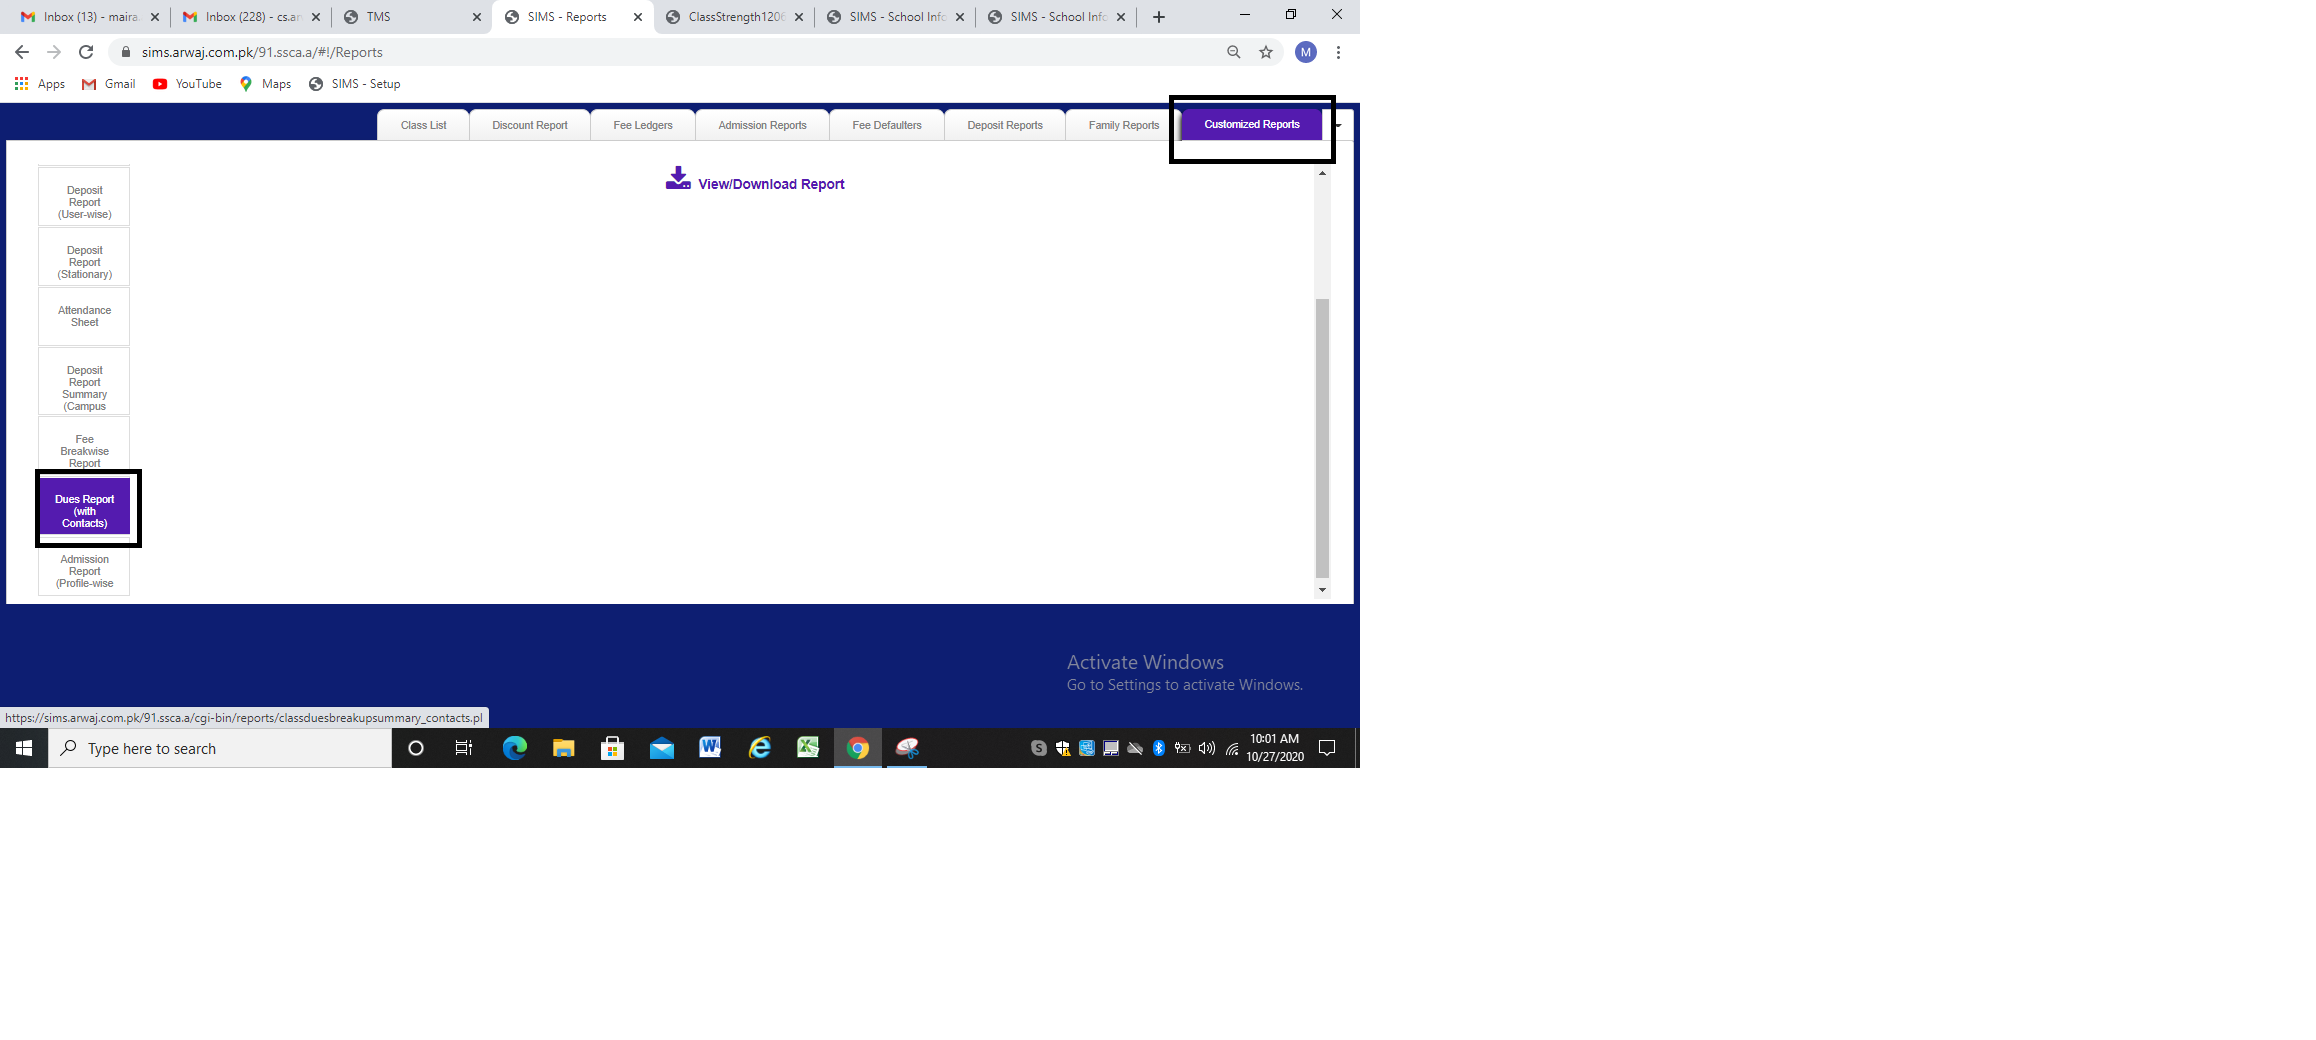 Inbox (13) - maira.
Inbox (228) - cs.an
TMS
SIMS - Reports
ClassStrength1206
SIMS - School Info
SIMS - School Info
sims.arwaj.com.pk/91.ssca.a/#!/Reports
M
Apps
Gmail
YouTube
Maps
SIMS - Setup
Class List
Discount Report
Fee Ledgers
Admission Reports
Fee Defaulters
Deposit Reports
Family Reports
Customized Reports
View/Download Report
Deposit
Report
(User-wise)
Deposit
Report
(Stationary)
Attendance
Sheet
Deposit
Report
Summary
(Campus
Fee
Breakwise
Report
Dues Report
(with
Contacts)
Admission
Report
(Profile-wise
Activate Windows
Go to Settings to activate Windows.
https://sims.arwaj.com.pk/91.ssca.a/cgi-bin/reports/classduesbreakupsummary_contacts.pl
Type here to search
10:01 AM
10/27/2020